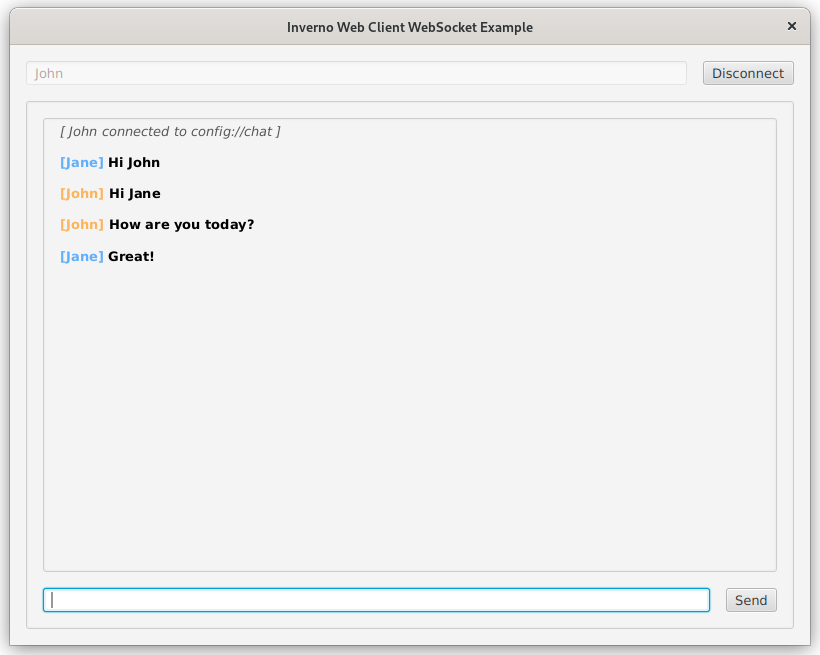 Inverno Web Client WebSocket Example
John
Disconnect
[ John connected to config://chat ]
[Jane] Hi John
[John] Hi Jane
[John] How are you today?
[Jane] Great!
Send